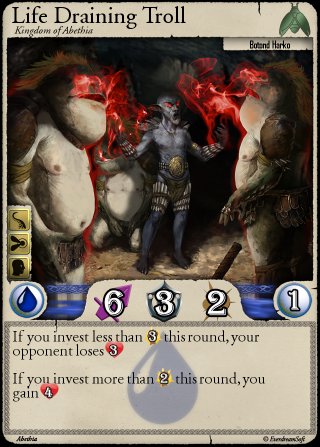 Life Draining Troll
Kingdom of Abethia
Botond Harko
6 3 2 1
If you invest less than 3 this round, your
opponent loses 3
If you invest more than 2 this round, you
gain 4
Abethia © EverdreamSoft